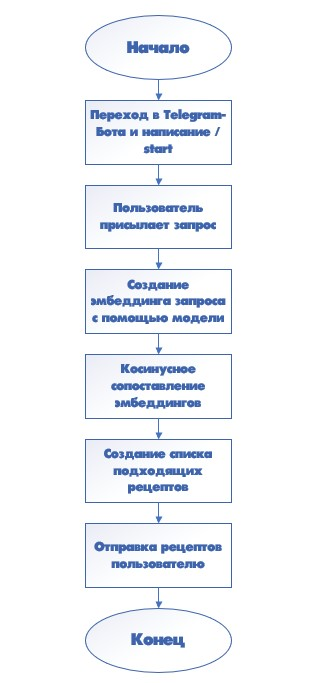 Начало
Переход в Telegram-
Бота и написание /
start
Пользователь
присылает запрос
Создание
эмбеддинга запроса
с помощью модели
Косинусное
сопоставление
эмбеддингов
Создание списка
подходящих
рецептов
Отправка рецептов
пользователю
Конец